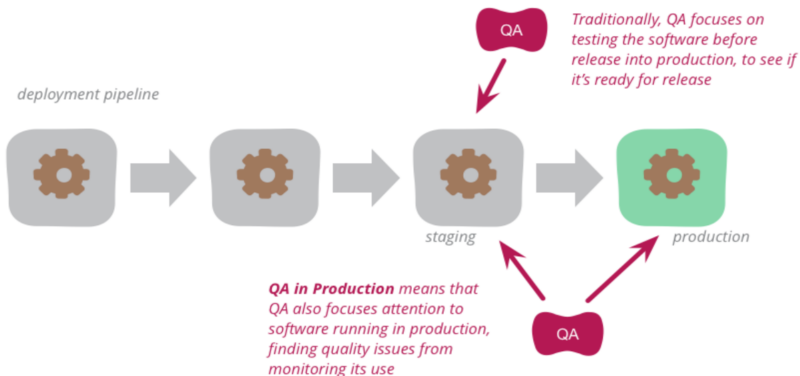 QA
Traditionally, QA focuses on
testing the software before
release into production, to see if
it's ready for release
deployment pipeline
staging
production
QA in Production means that
QA also focuses attention to
software running in production,
finding quality issues from
monitoring its use
QA